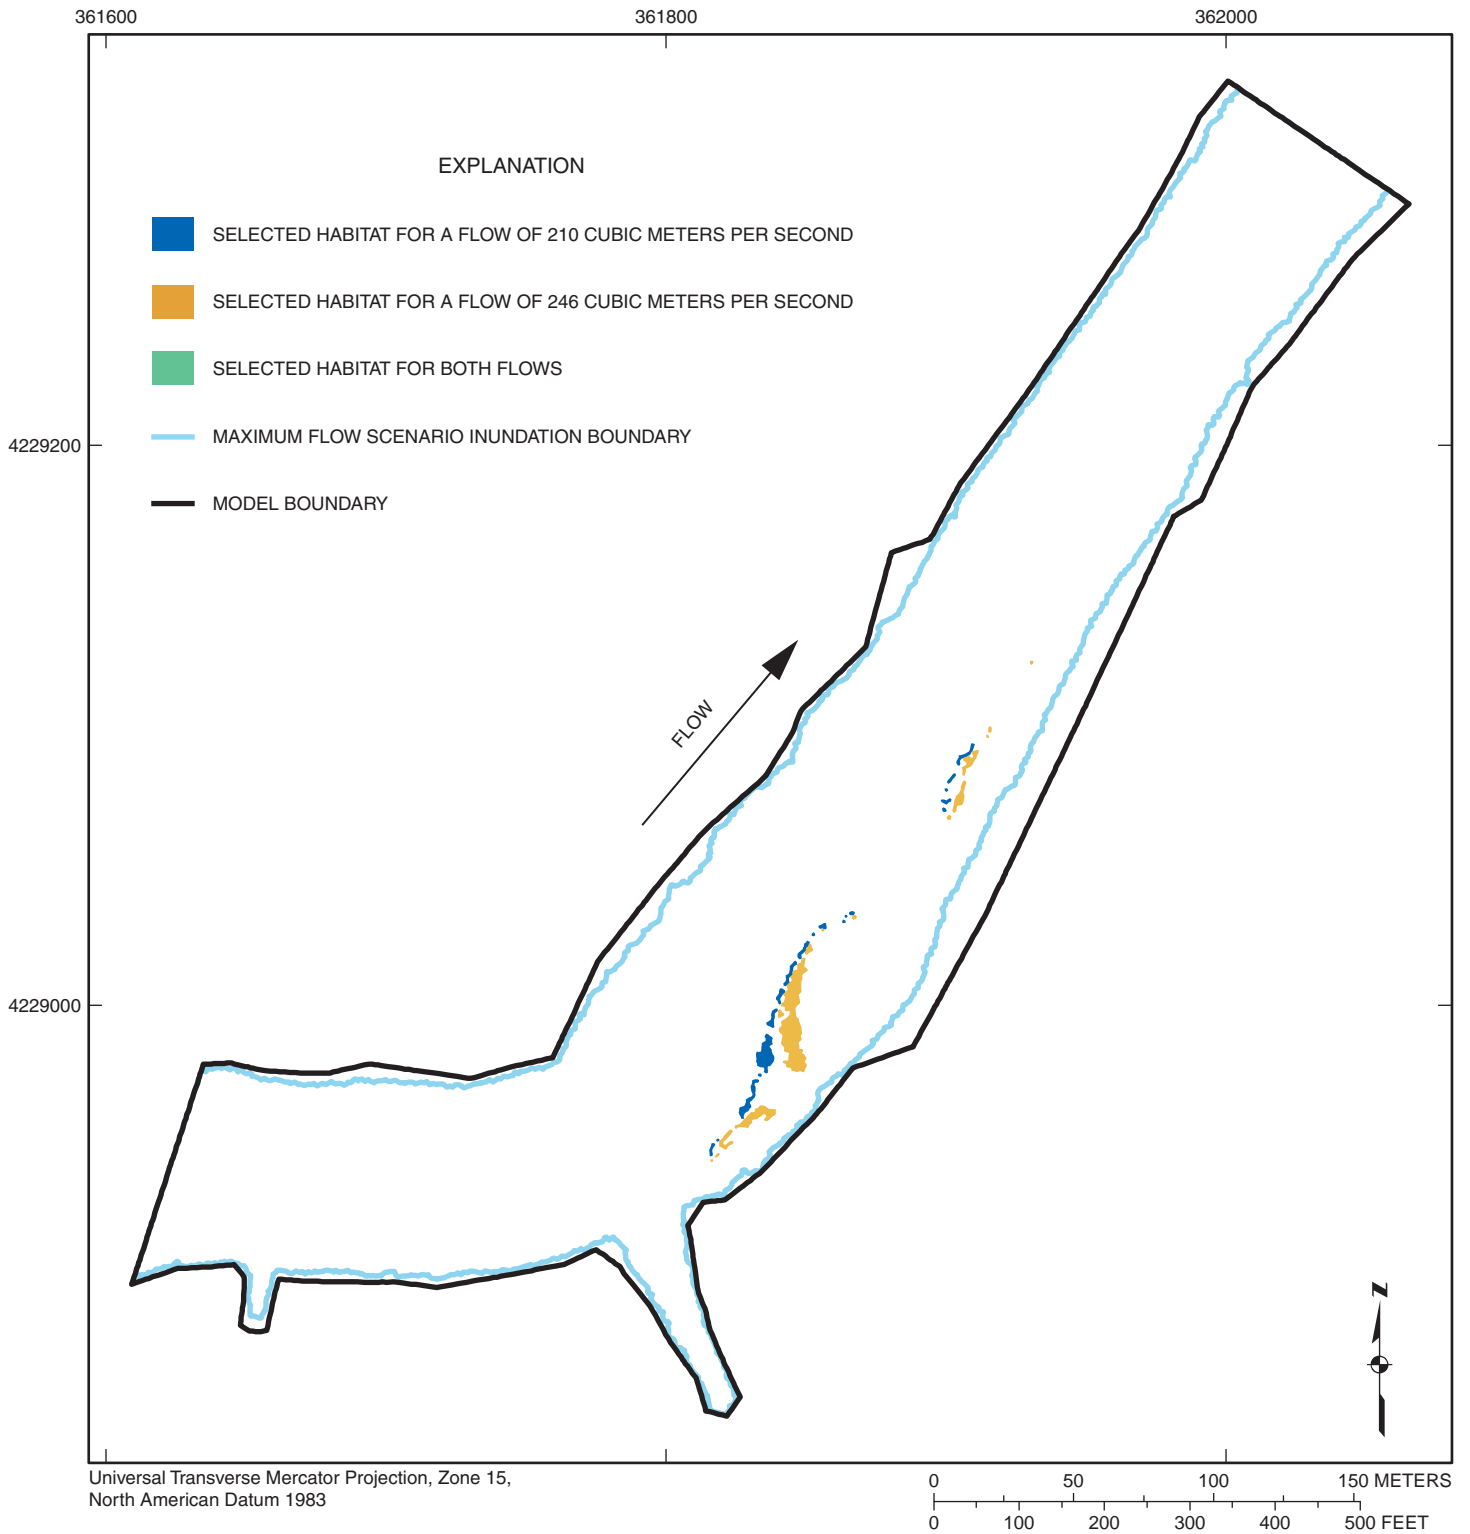 361600
361800
362000
EXPLANATION
SELECTED HABITAT FOR A FLOW OF 210 CUBIC METERS PER SECOND
SELECTED HABITAT FOR A FLOW OF 246 CUBIC METERS PER SECOND
SELECTED HABITAT FOR BOTH FLOWS
MAXIMUM FLOW SCENARIO INUNDATION BOUNDARY
MODEL BOUNDARY
4229200
FLOW
4229000
N
Universal Transverse Mercator Projection, Zone 15,
North American Datum 1983
0 50 100 150 METERS
0 100 200 300 400 500 FEET